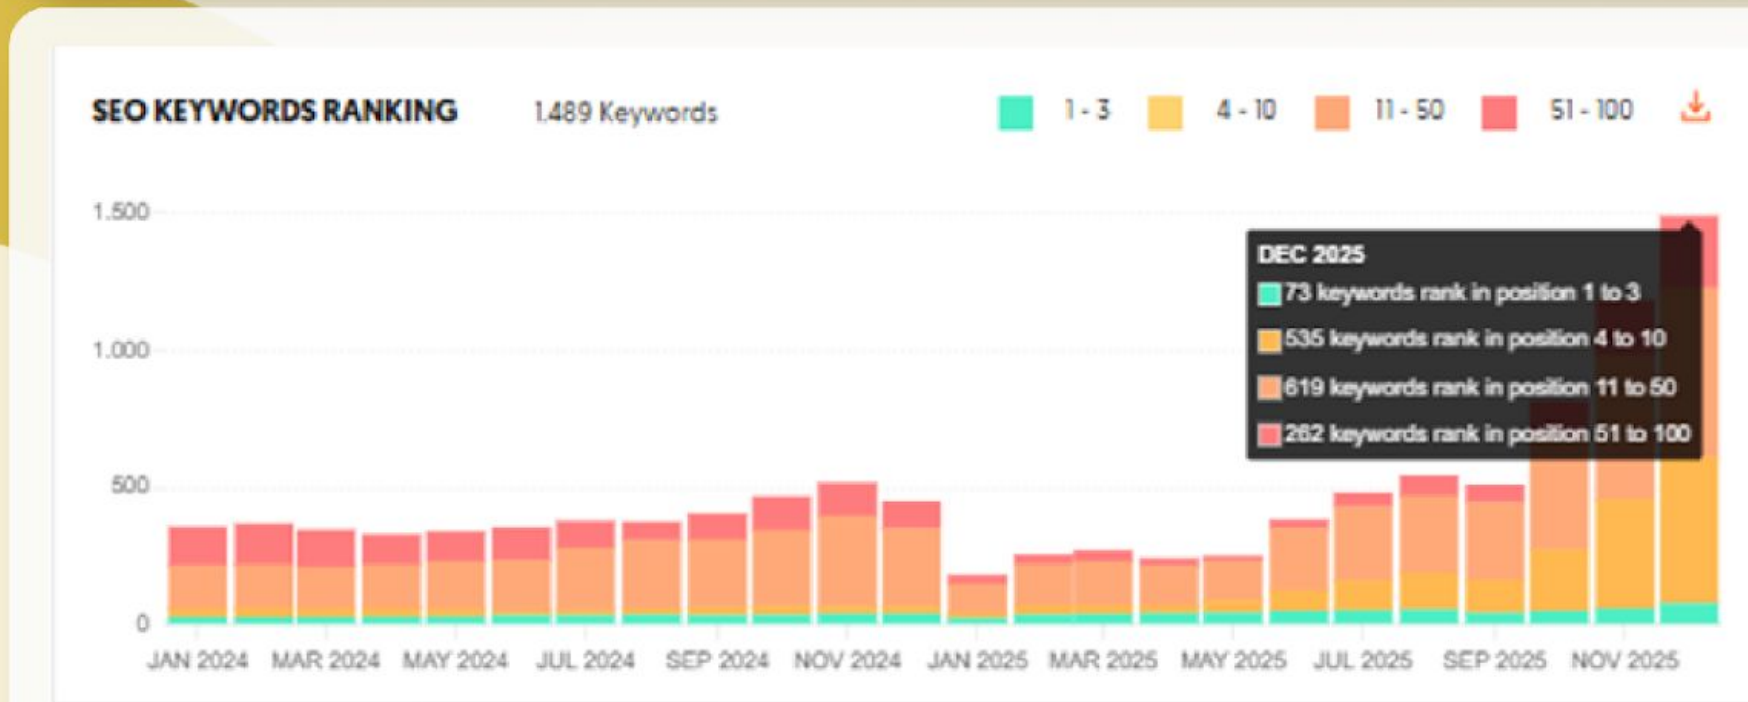 SEO KEYWORDS RANKING 1.489 Keywords 1 - 3 4 - 10 11 - 50 51 - 100
1.500
1.000
500
0
DEC 2025
73 keywords rank in position 1 to 3
535 keywords rank in position 4 to 10
619 keywords rank in position 11 to 50
262 keywords rank in position 51 to 100
JAN 2024 MAR 2024 MAY 2024 JUL 2024 SEP 2024 NOV 2024 JAN 2025 MAR 2025 MAY 2025 JUL 2025 SEP 2025 NOV 2025